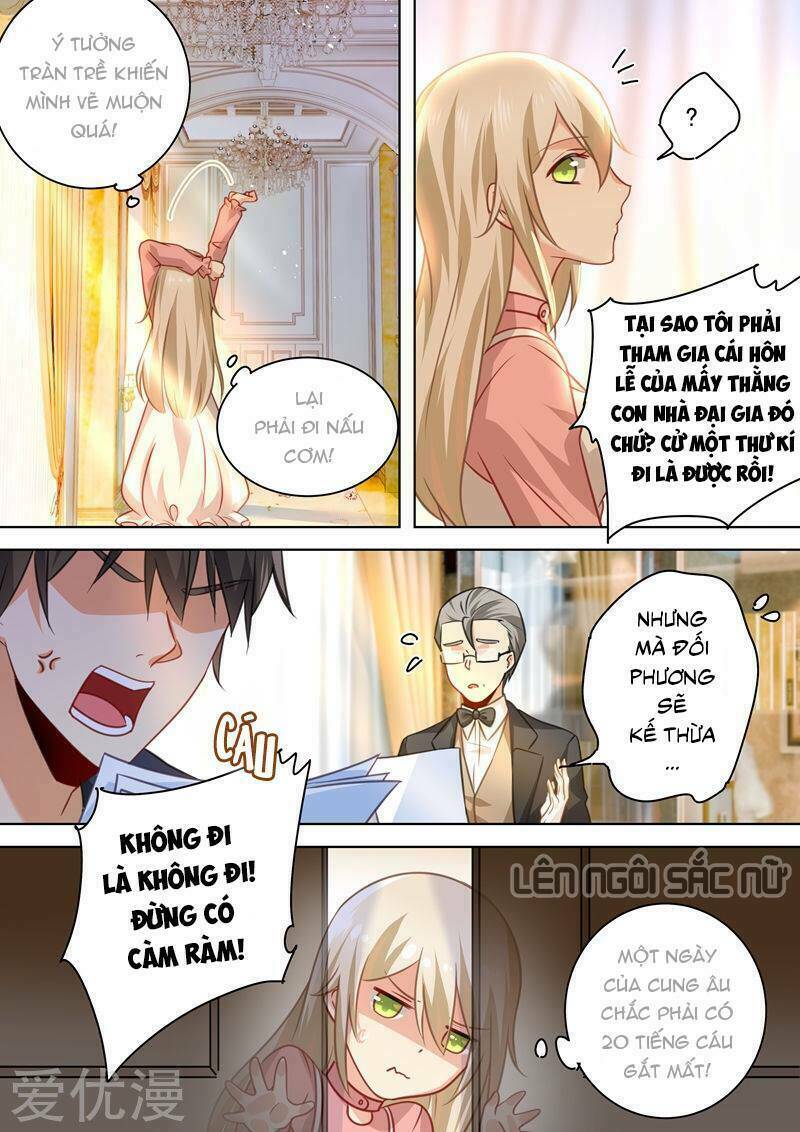 Ý TƯỞNG
TRÀN TRỀ KHIẾN
MÌNH VẼ MUỘN
QUÁ!
?
LẠI
PHẢI ĐI NẤU
CƠM!
TẠI SAO TÔI PHẢI
THAM GIA CÁI HÔN
LỄ CỦA MẤY THẰNG
CON NHÀ ĐẠI GIA ĐÓ
CHỨ? CỬ MỘT THƯ KÍ
ĐI LÀ ĐƯỢC RỒI!
NHƯNG
MÀ ĐỐI
PHƯƠNG SẼ
KẾ THỪA
...
CÁU
KHÔNG ĐI
LÀ KHÔNG ĐI!
ĐỪNG CÓ
CÀM RÀM!
LÊN NGÔI SẮC NỮ
MỘT NGÀY
CỦA CUNG ÂU
CHẮC PHẢI CÓ
20 TIẾNG CÁU
GẮT MẤT!
爱优漫